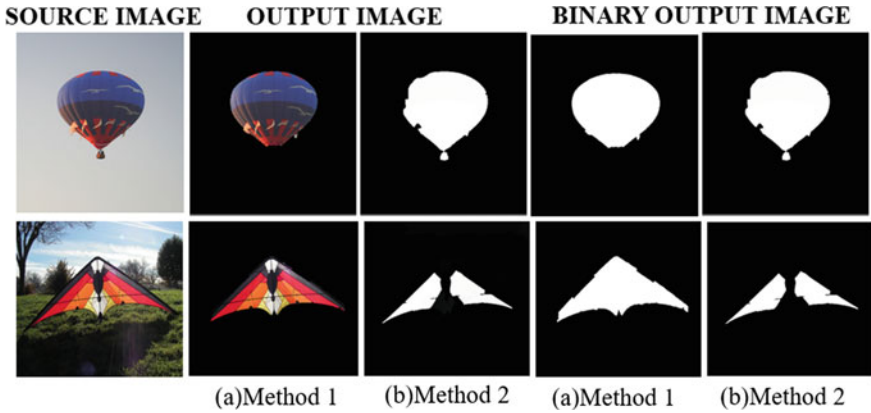 SOURCE IMAGE OUTPUT IMAGE BINARY OUTPUT IMAGE
(a)Method 1 (b)Method 2 (a)Method 1 (b)Method 2